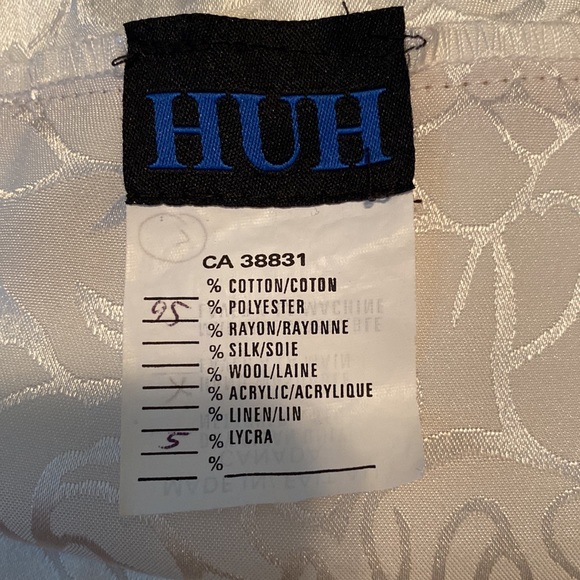 HUH
CA 38831
% COTTON/COTON
95 % POLYESTER
% RAYON/RAYONNE
% SILK/SOIE
% WOOL/LAINE
% ACRYLIC/ACRYLIQUE
% LINEN/LIN
5 % LYCRA
%